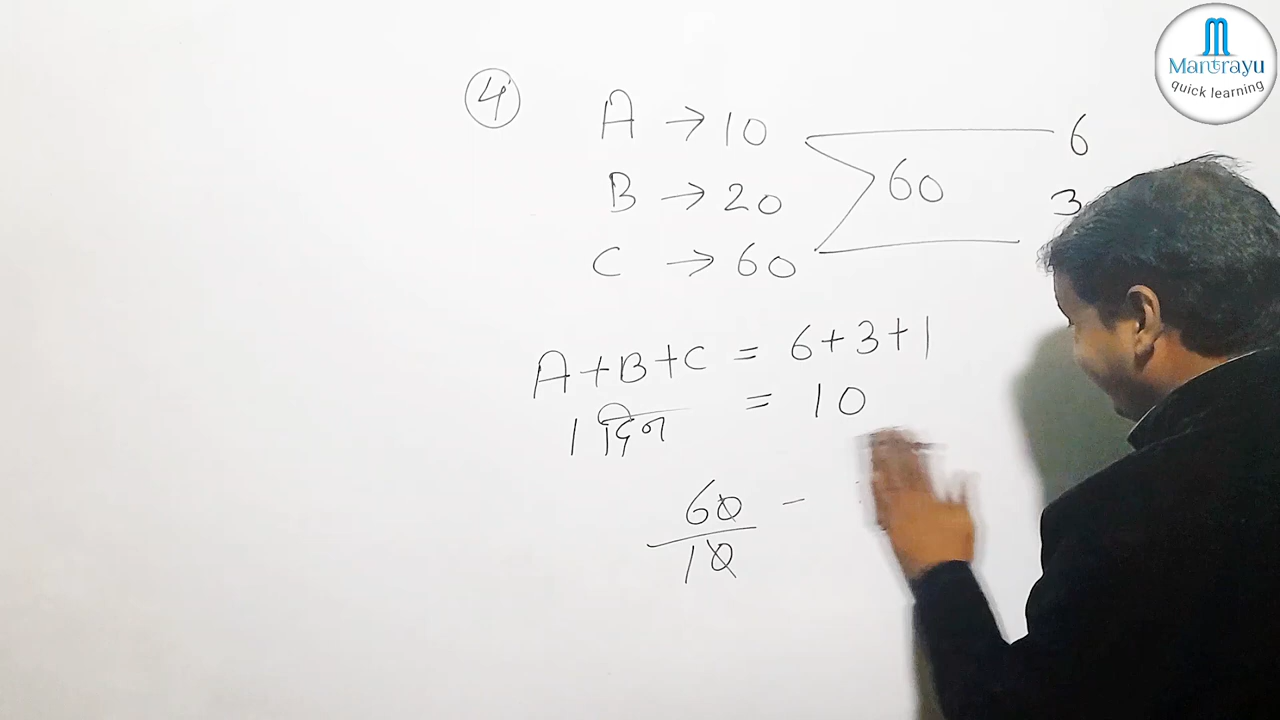 Mantrayu
quick learning
4
A → 10
B → 20
C → 60
60
6
3
A+B+C = 6+3+1
1 दिन = 10
60 -
10